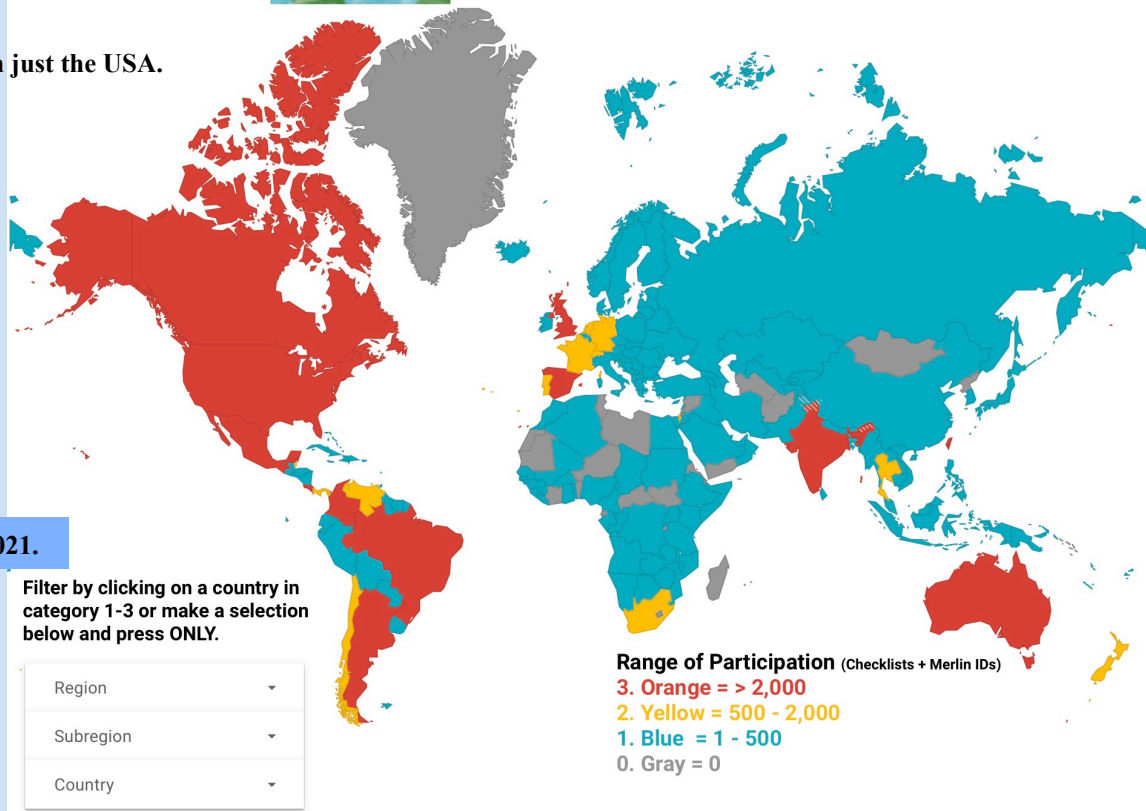 just the USA.
021.
Filter by clicking on a country in
category 1-3 or make a selection
below and press ONLY.
Region
Subregion
Country
Range of Participation (Checklists + Merlin IDs)
3. Orange = > 2,000
2. Yellow = 500 - 2,000
1. Blue = 1 - 500
0. Gray = 0